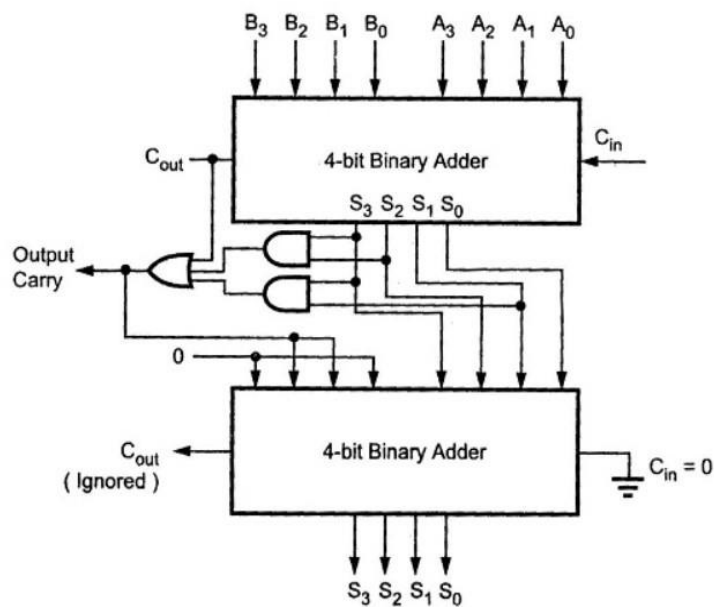 B3 B2 B1 B0 A3 A2 A1 A0
Cout
4-bit Binary Adder
Cin
S3 S2 S1 S0
Output
Carry
0
Cout
( Ignored )
4-bit Binary Adder
Cin = 0
S3 S2 S1 S0